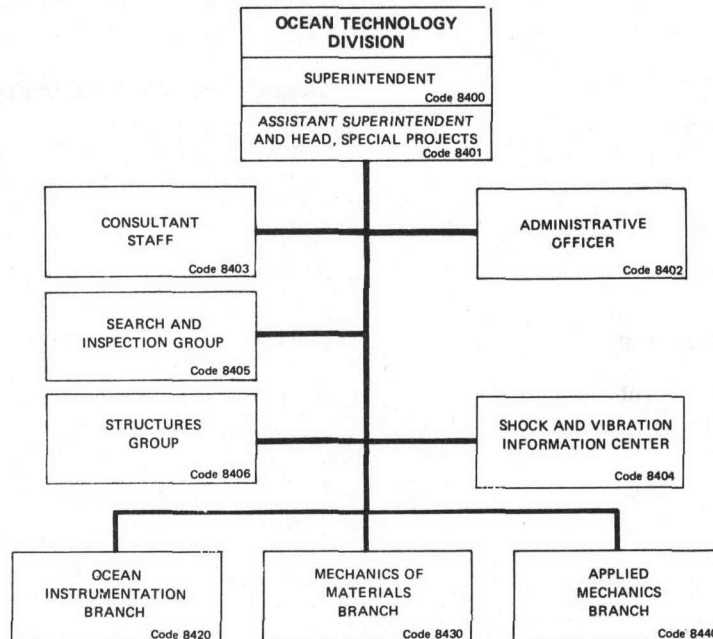 OCEAN TECHNOLOGY
DIVISION
SUPERINTENDENT
Code 8400
ASSISTANT SUPERINTENDENT
AND HEAD, SPECIAL PROJECTS
Code 8401
CONSULTANT
STAFF
Code 8403
ADMINISTRATIVE
OFFICER
Code 8402
SEARCH AND
INSPECTION GROUP
Code 8405
STRUCTURES
GROUP
Code 8406
SHOCK AND VIBRATION
INFORMATION CENTER
Code 8404
OCEAN
INSTRUMENTATION
BRANCH
Code 8420
MECHANICS OF
MATERIALS
BRANCH
Code 8430
APPLIED
MECHANICS
BRANCH
Code